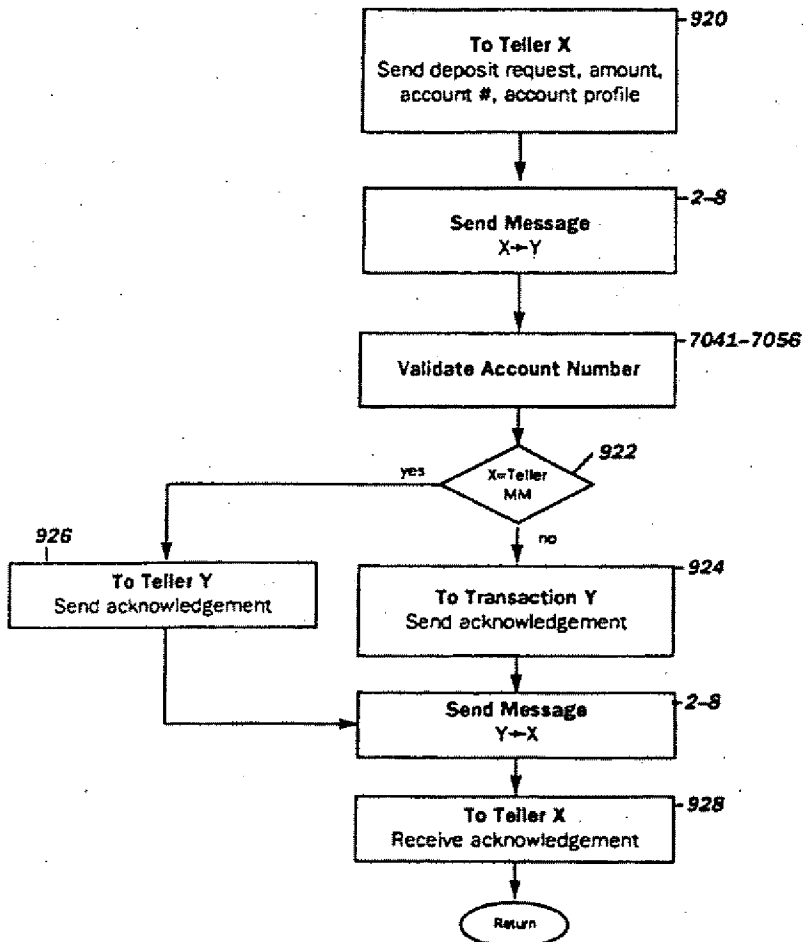 920
To Teller X
Send deposit request, amount,
account #, account profile
2-8
Send Message
X→Y
7041-7056
Validate Account Number
922
X=Teller
MM
yes
no
926
To Teller Y
Send acknowledgement
924
To Transaction Y
Send acknowledgement
2-8
Send Message
Y→X
928
To Teller X
Receive acknowledgement
Return